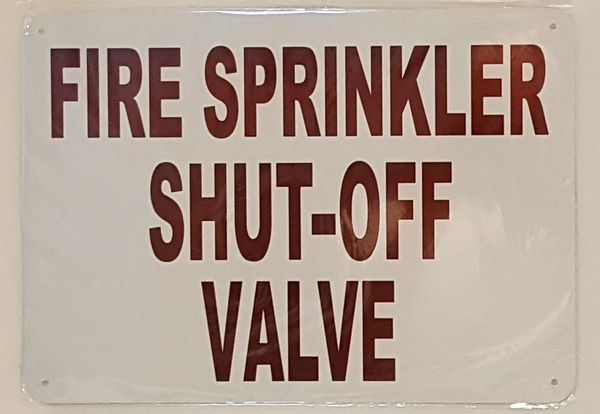 FIRE SPRINKLER
SHUT-OFF
VALVE